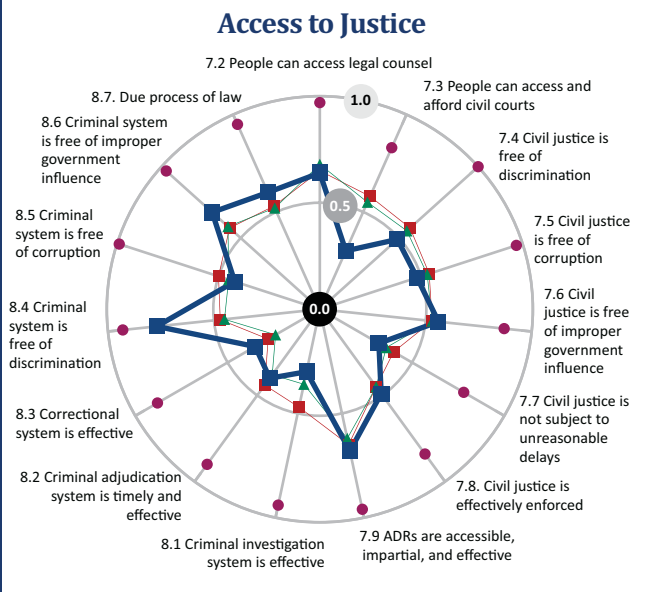 Access to Justice
7.2 People can access legal counsel
7.3 People can access and
afford civil courts
7.4 Civil justice is
free of
discrimination
7.5 Civil justice
is free of
corruption
7.6 Civil
justice is free
of improper
government
influence
7.7 Civil justice is
not subject to
unreasonable
delays
7.8. Civil justice is
effectively enforced
7.9 ADRs are accessible,
impartial, and effective
8.1 Criminal investigation
system is effective
8.2 Criminal adjudication
system is timely and
effective
8.3 Correctional
system is effective
8.4 Criminal
system is
free of
discrimination
8.5 Criminal
system is free
of corruption
8.6 Criminal system
is free of improper
government
influence
8.7. Due process of law
1.0
0.5
0.0